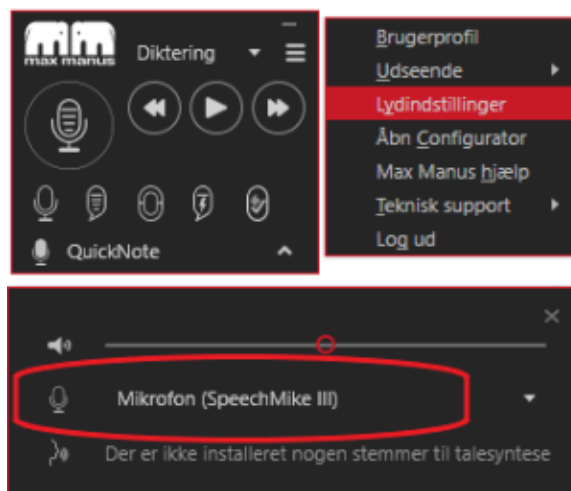 max manus
Diktering
QuickNote
Brugerprofil
Udseende
Lydindstillinger
Åbn Configurator
Max Manus hjælp
Teknisk support
Log ud
Mikrofon (SpeechMike III)
Der er ikke installeret nogen stemmer til talesyntese